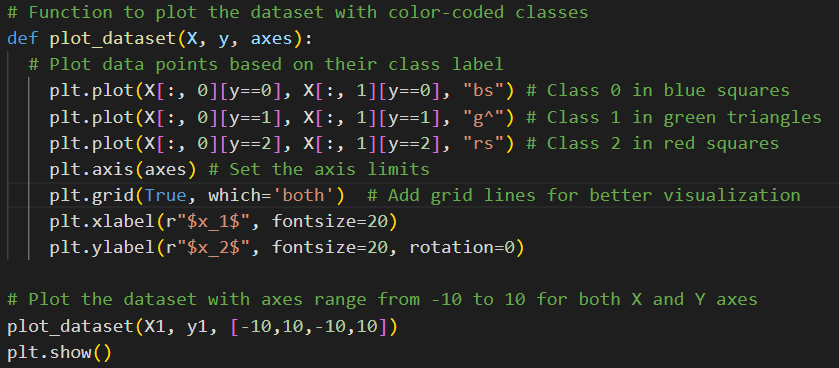 # Function to plot the dataset with color-coded classes
def plot_dataset(X, y, axes):
  # Plot data points based on their class label
    plt.plot(X[:, 0][y==0], X[:, 1][y==0], "bs") # Class 0 in blue squares
    plt.plot(X[:, 0][y==1], X[:, 1][y==1], "g^") # Class 1 in green triangles
    plt.plot(X[:, 0][y==2], X[:, 1][y==2], "rs") # Class 2 in red squares
    plt.axis(axes) # Set the axis limits
    plt.grid(True, which='both')  # Add grid lines for better visualization
    plt.xlabel(r"$x_1$", fontsize=20)
    plt.ylabel(r"$x_2$", fontsize=20, rotation=0)

# Plot the dataset with axes range from -10 to 10 for both X and Y axes
plot_dataset(X1, y1, [-10,10,-10,10])
plt.show()